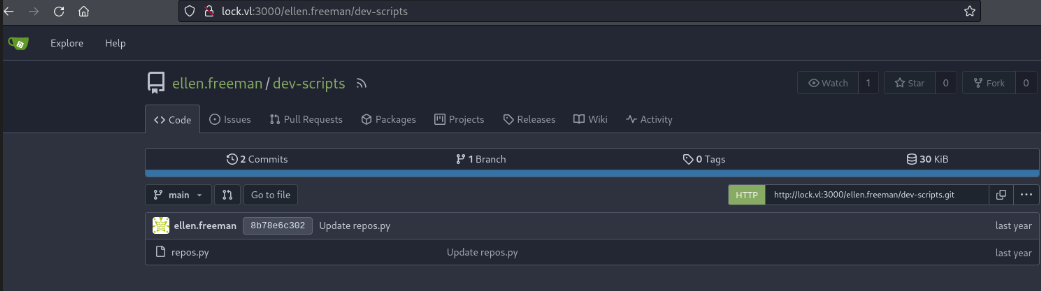 lock.vl:3000/ellen.freeman/dev-scripts
Explore Help
ellen.freeman / dev-scripts Watch 1 Star 0 Fork 0
Code Issues Pull Requests Packages Projects Releases Wiki Activity
2 Commits 1 Branch 0 Tags 30 KiB
main Go to file HTTP http://lock.vl:3000/ellen.freeman/dev-scripts.git
ellen.freeman 8b78e6c302 Update repos.py last year
repos.py Update repos.py last year